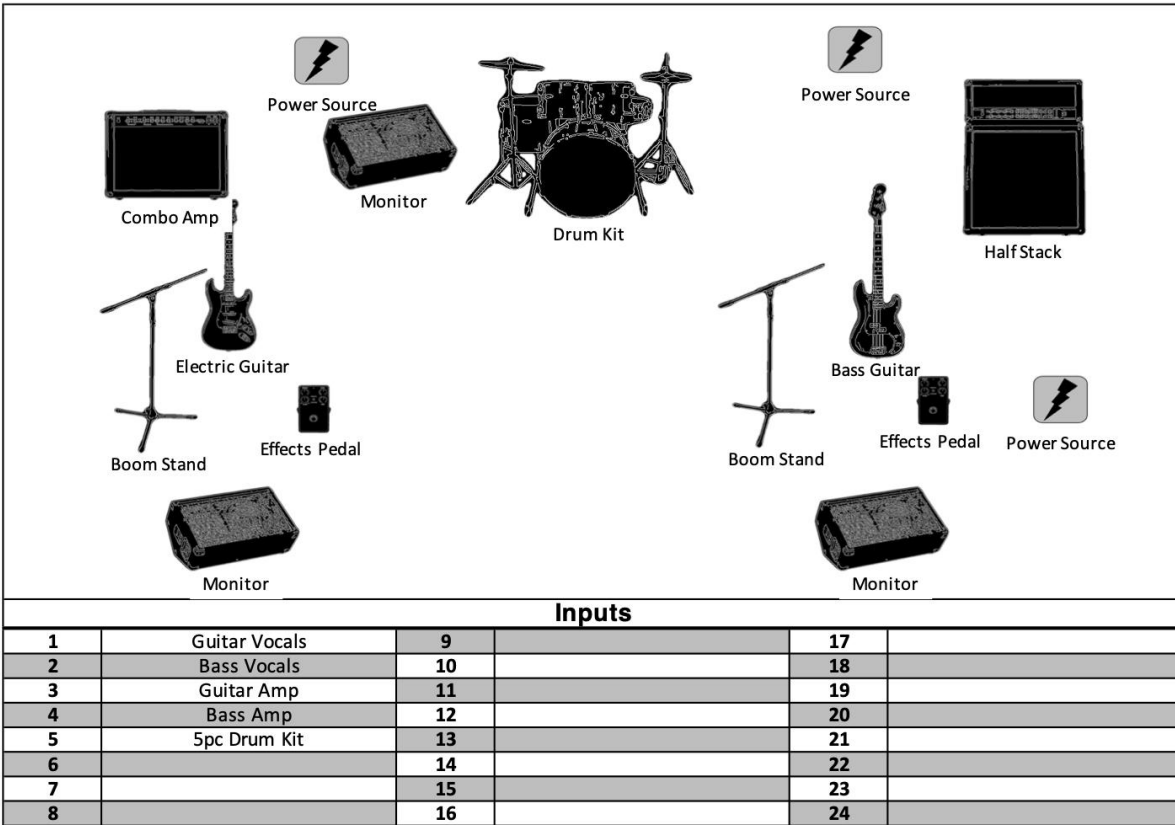 Power Source
Power Source
Combo Amp
Monitor
Drum Kit
Half Stack
Electric Guitar
Bass Guitar
Boom Stand
Effects Pedal
Boom Stand
Effects Pedal
Power Source
Monitor
Monitor
Inputs
1 Guitar Vocals 9 17
2 Bass Vocals 10 18
3 Guitar Amp 11 19
4 Bass Amp 12 20
5 5pc Drum Kit 13 21
6 14 22
7 15 23
8 16 24